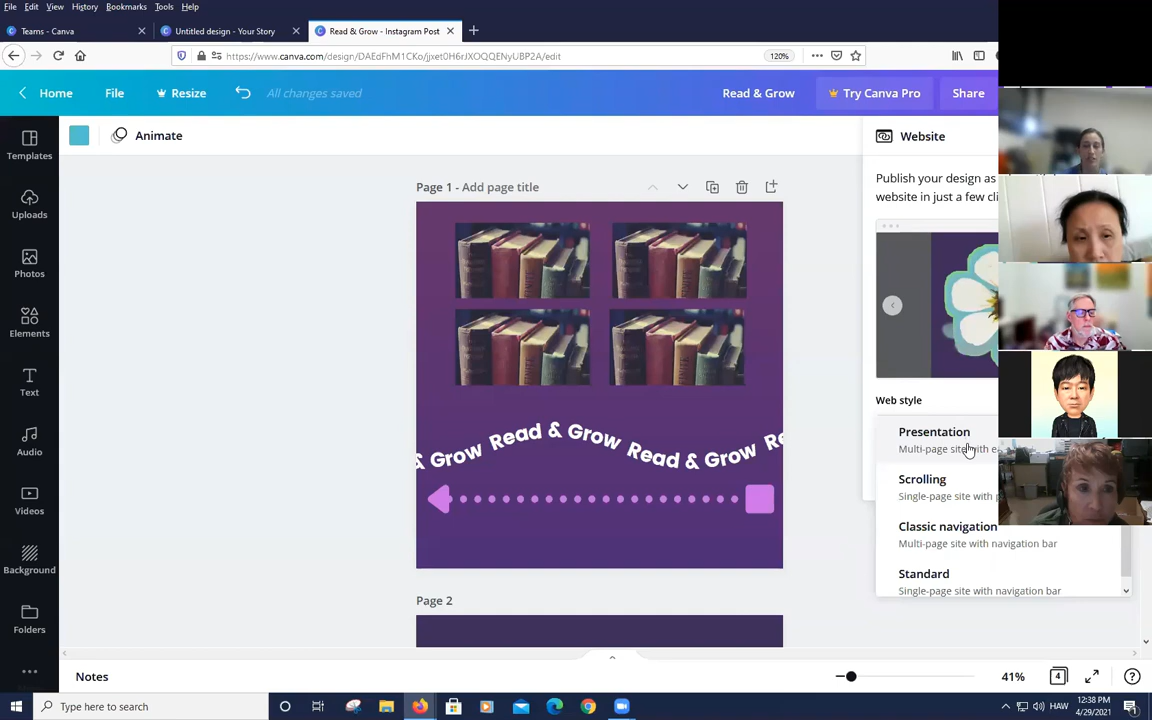 File Edit View History Bookmarks Tools Help
Teams - Canva
Untitled design - Your Story
Read & Grow - Instagram Post
https://www.canva.com/design/DAEdFhM1CKo/jjxet0H6rJXOQQENyUBP2A/edit
120%
Home File Resize All changes saved Read & Grow Try Canva Pro Share
Animate
Website
Templates
Uploads
Photos
Elements
Text
Audio
Videos
Background
Folders
Page 1 - Add page title
& Grow Read & Grow Read & Grow Re
Page 2
Publish your design as
website in just a few cli
Web style
Presentation
Multi-page site with e
Scrolling
Single-page site with p
Classic navigation
Multi-page site with navigation bar
Standard
Single-page site with navigation bar
Notes
41%
4
Type here to search
HAW
12:38 PM
4/29/2021